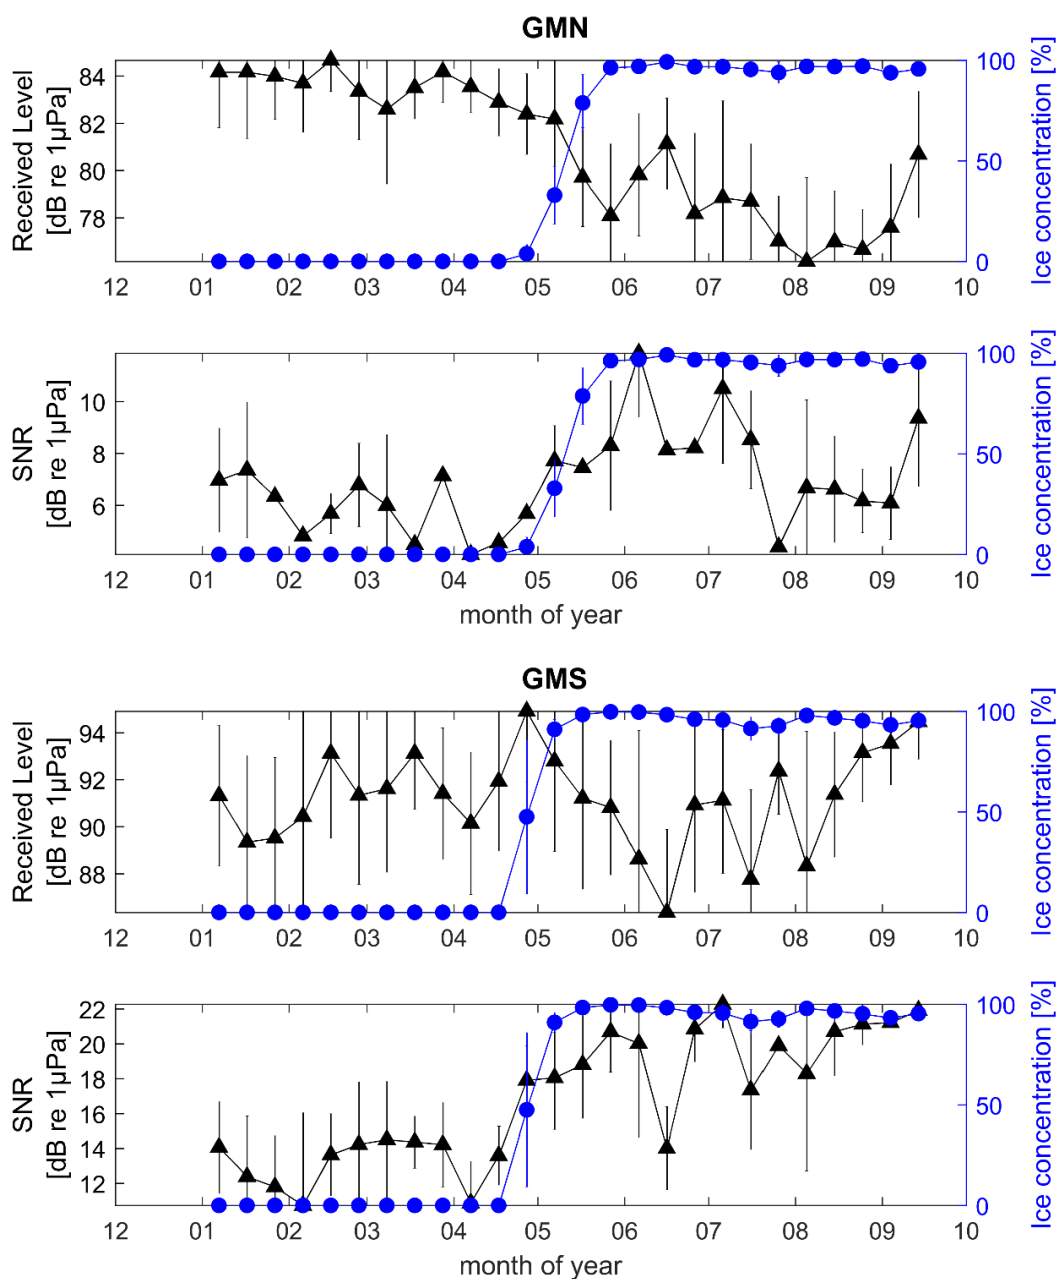 GMN
Received Level
[dB re 1µPa]
84
82
80
78
100
50
0
Ice concentration [%]
12 01 02 03 04 05 06 07 08 09 10
SNR
[dB re 1µPa]
10
8
6
100
50
0
Ice concentration [%]
12 01 02 03 04 05 06 07 08 09 10
month of year
GMS
Received Level
[dB re 1µPa]
94
92
90
88
100
50
0
Ice concentration [%]
12 01 02 03 04 05 06 07 08 09 10
SNR
[dB re 1µPa]
22
20
18
16
14
12
100
50
0
Ice concentration [%]
12 01 02 03 04 05 06 07 08 09 10
month of year